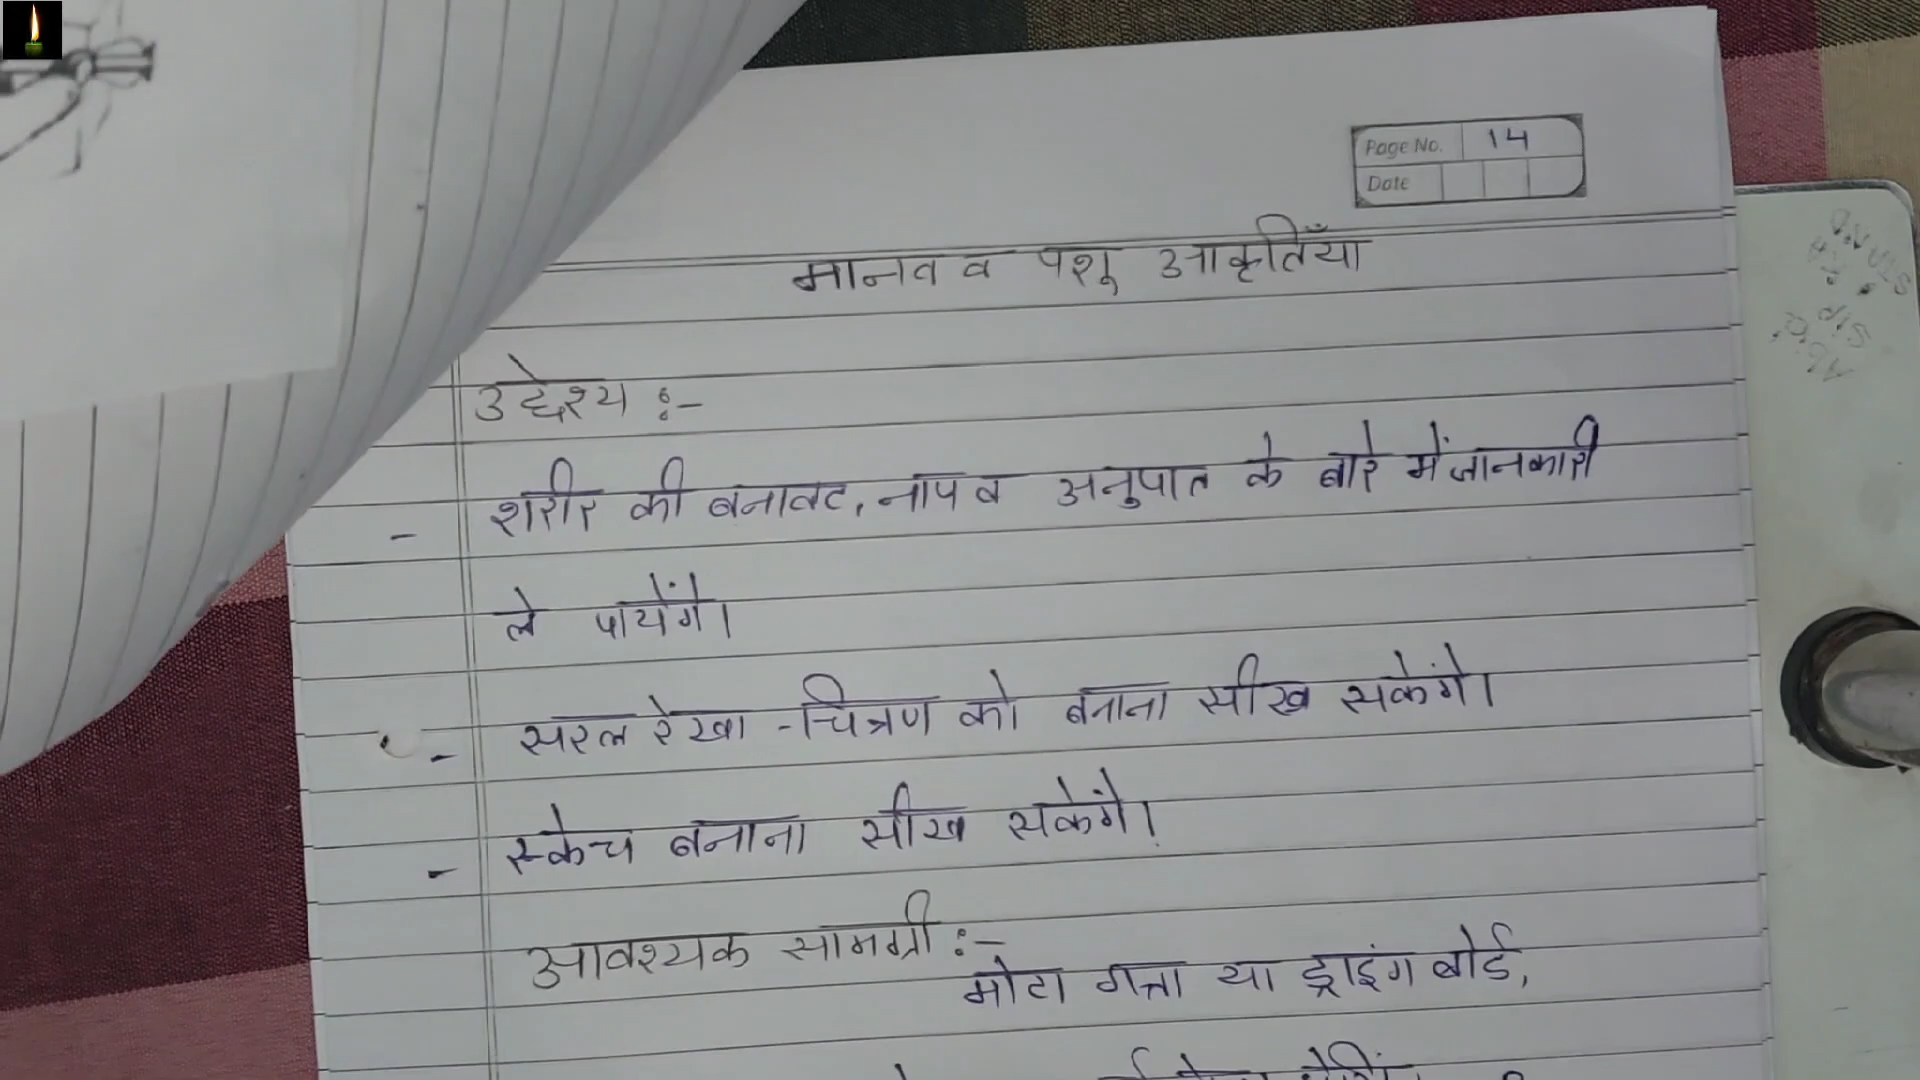 Page No. 14
Date
मानव व पशू आकृतियाँ
उद्देश्य :-
- शरीर की बनावट, नाप व अनुपात के बारे में जानकारी
ले पायेंगे।
- सरल रेखा - चित्रण को बनाना सीख सकेंगे।
- स्केच बनाना सीख सकेंगे।
आवश्यक सामग्री :-
मोटा गत्ता या ड्राइंग बोर्ड,